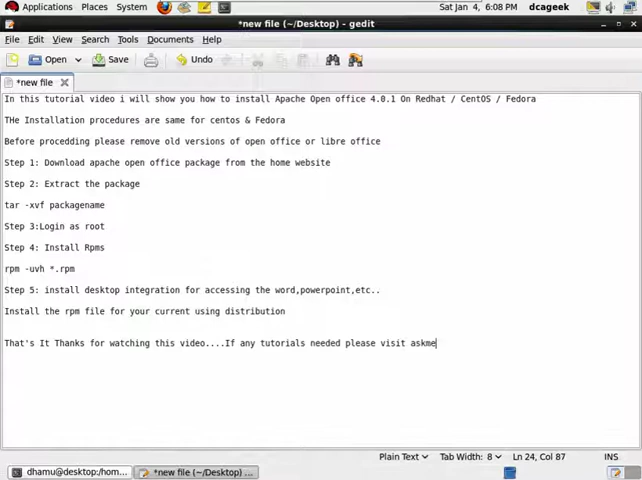 Applications Places System Sat Jan 4, 6:08 PM dcageek
*new file (~/Desktop) - gedit
File Edit View Search Tools Documents Help
Open Save Undo
*new file
In this tutorial video i will show you how to install Apache Open office 4.0.1 On Redhat / CentOS / Fedora
THe Installation procedures are same for centos & Fedora
Before procedding please remove old versions of open office or libre office
Step 1: Download apache open office package from the home website
Step 2: Extract the package
tar -xvf packagename
Step 3:Login as root
Step 4: Install Rpms
rpm -uvh *.rpm
Step 5: install desktop integration for accessing the word,powerpoint,etc..
Install the rpm file for your current using distribution
That's It Thanks for watching this video....If any tutorials needed please visit askme
Plain Text Tab Width: 8 Ln 24, Col 87 INS
dhamu@desktop:/hom... *new file (~/Desktop) ...